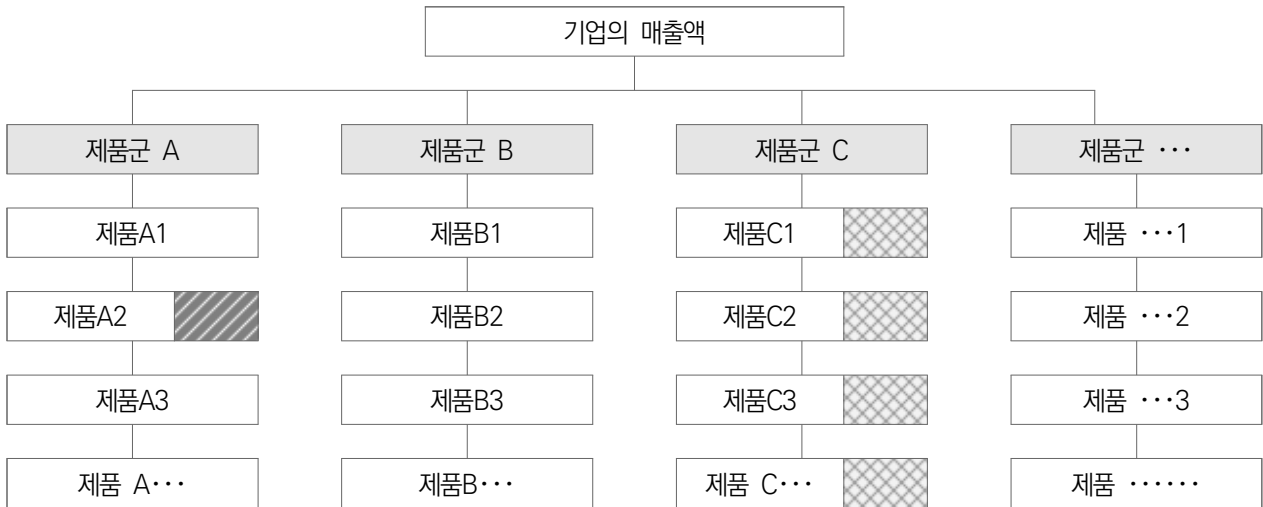 기업의 매출액
제품군 A
제품군 B
제품군 C
제품군 ···
제품A1
제품B1
제품C1
제품 ···1
제품A2
제품B2
제품C2
제품 ···2
제품A3
제품B3
제품C3
제품 ···3
제품 A···
제품B···
제품 C···
제품 ······